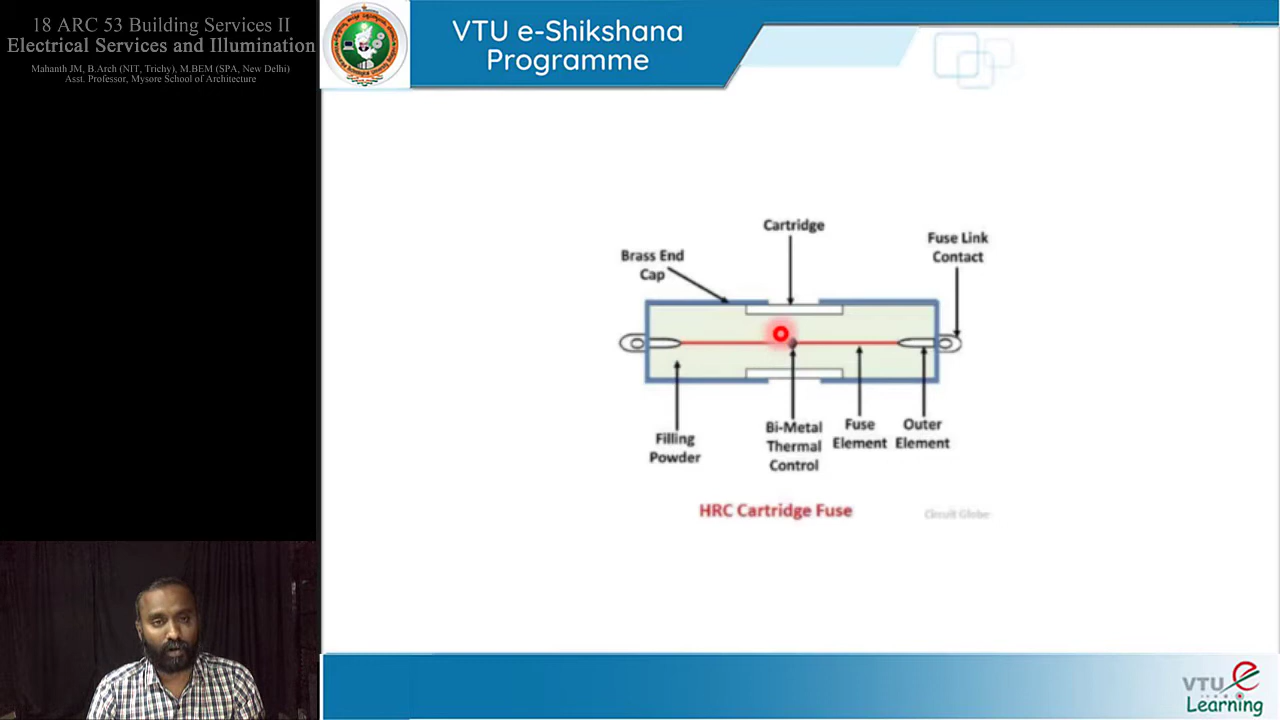 18 ARC 53 Building Services II
Electrical Services and Illumination
Mahanth JM, B.Arch (NIT, Trichy), M.BEM (SPA, New Delhi)
Asst. Professor, Mysore School of Architecture
VTU e-Shikshana
Programme
Cartridge
Brass End
Cap
Fuse Link
Contact
Filling
Powder
Bi-Metal
Thermal
Control
Fuse
Element
Outer
Element
HRC Cartridge Fuse
Circuit Globe
VTU e
Learning